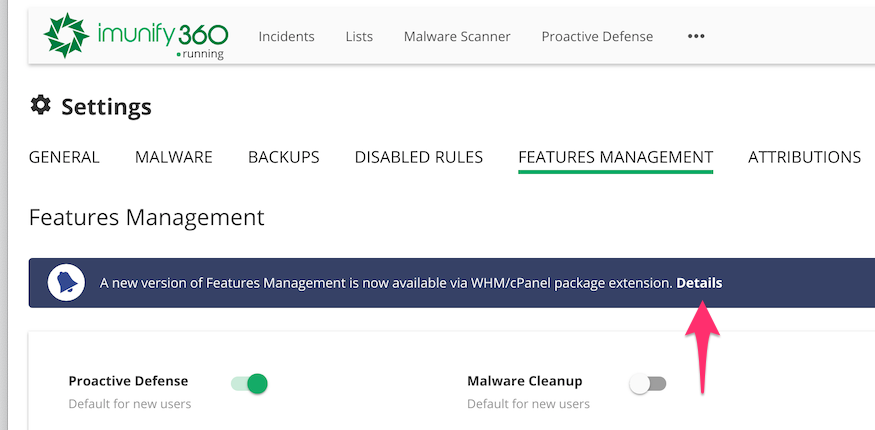 imunify360
running
Incidents Lists Malware Scanner Proactive Defense •••
Settings
GENERAL MALWARE BACKUPS DISABLED RULES FEATURES MANAGEMENT ATTRIBUTIONS
Features Management
A new version of Features Management is now available via WHM/cPanel package extension. Details
Proactive Defense Malware Cleanup
Default for new users Default for new users